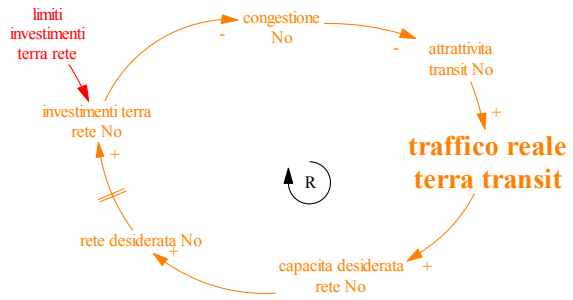 limiti
investimenti
terra rete
congestione
No
-
-
attrattivita
transit No
investimenti terra
rete No
+
+
traffico reale
terra transit
R
rete desiderata No
+
capacita desiderata
rete No
+